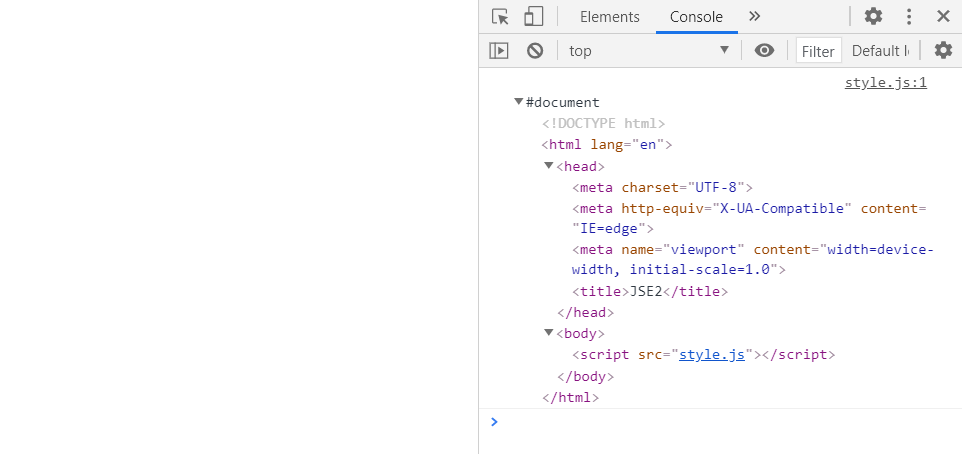 Elements Console
top Filter Default l
style.js:1
#document
<!DOCTYPE html>
<html lang="en">
<head>
<meta charset="UTF-8">
<meta http-equiv="X-UA-Compatible" content=
"IE=edge">
<meta name="viewport" content="width=device-
width, initial-scale=1.0">
<title>JSE2</title>
</head>
<body>
<script src="style.js"></script>
</body>
</html>